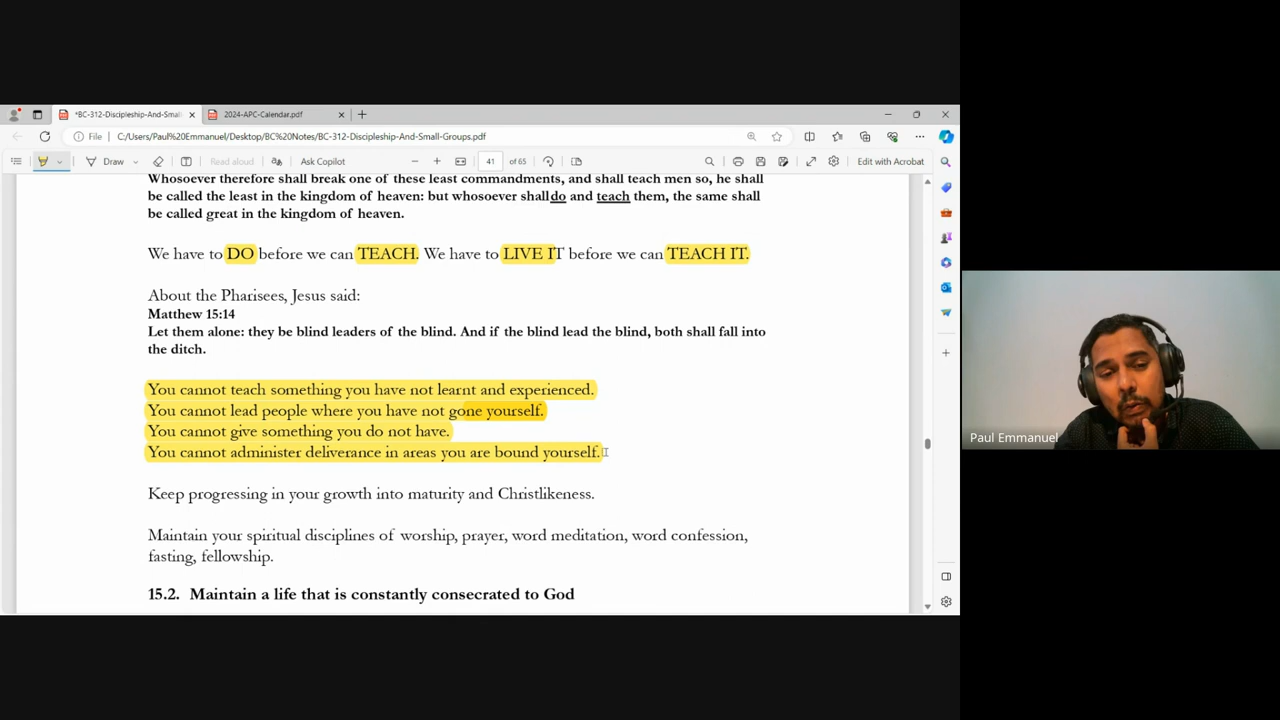 *BC-312-Discipleship-And-Small-
2024-APC-Calendar.pdf
File
C:/Users/Paul%20Emmanuel/Desktop/BC%20Notes/BC-312-Discipleship-And-Small-Groups.pdf
Draw
Read aloud
Ask Copilot
41 of 65
Edit with Acrobat
Whosoever therefore shall break one of these least commandments, and shall teach men so, he shall
be called the least in the kingdom of heaven: but whosoever shall do and teach them, the same shall
be called great in the kingdom of heaven.
We have to DO before we can TEACH. We have to LIVE IT before we can TEACH IT.
About the Pharisees, Jesus said:
Matthew 15:14
Let them alone: they be blind leaders of the blind. And if the blind lead the blind, both shall fall into
the ditch.
You cannot teach something you have not learnt and experienced.
You cannot lead people where you have not gone yourself.
You cannot give something you do not have.
You cannot administer deliverance in areas you are bound yourself.
Keep progressing in your growth into maturity and Christlikeness.
Maintain your spiritual disciplines of worship, prayer, word meditation, word confession,
fasting, fellowship.
15.2. Maintain a life that is constantly consecrated to God
Paul Emmanuel